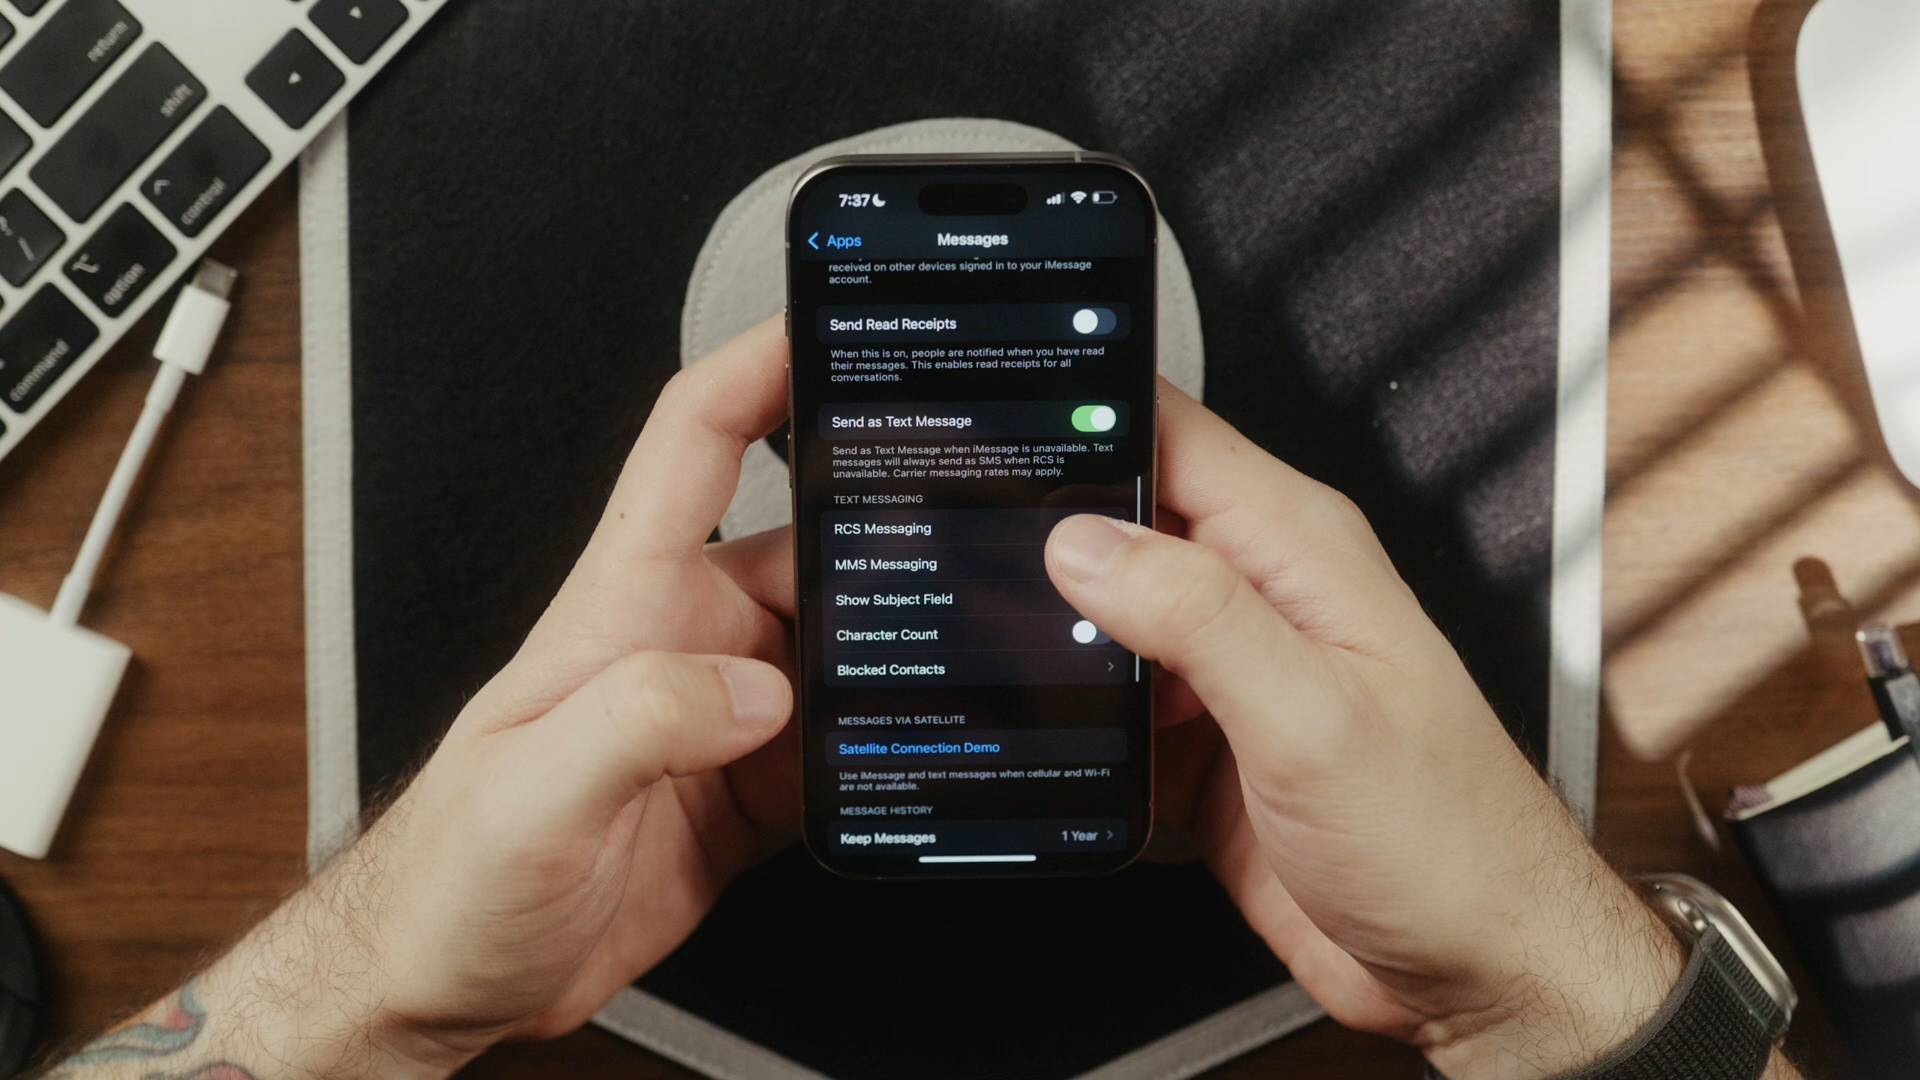 return
shift
control
option
command
7:37
Apps
Messages
received on other devices signed in to your iMessage
account.
Send Read Receipts
When this is on, people are notified when you have read
their messages. This enables read receipts for all
conversations.
Send as Text Message
Send as Text Message when iMessage is unavailable. Text
messages will always send as SMS when RCS is
unavailable. Carrier messaging rates may apply.
TEXT MESSAGING
RCS Messaging
MMS Messaging
Show Subject Field
Character Count
Blocked Contacts
MESSAGES VIA SATELLITE
Satellite Connection Demo
Use iMessage and text messages when cellular and Wi-Fi
are not available.
MESSAGE HISTORY
Keep Messages 1 Year